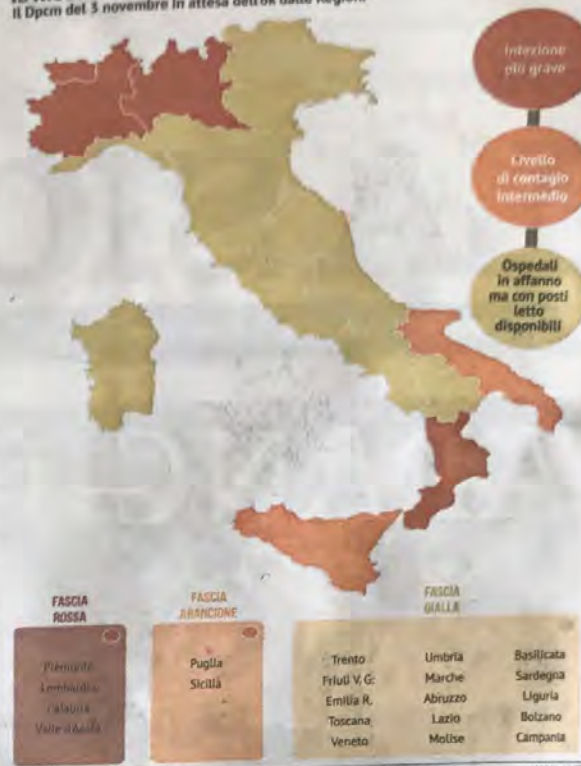 Il Dpcm del 3 novembre in attesa dell'ok dalle Regioni
Infezione
più grave
Livello
di contagio
intermedio
Ospedali
in affanno
ma con posti
letto
disponibili
FASCIA
ROSSA
Piemonte
Lombardia
Calabria
Valle d'Aosta
FASCIA
ARANCIONE
Puglia
Sicilia
FASCIA
GIALLA
Trento
Friuli V. G:
Emilia R.
Toscana
Veneto
Umbria
Marche
Abruzzo
Lazio
Molise
Basilicata
Sardegna
Liguria
Bolzano
Campania